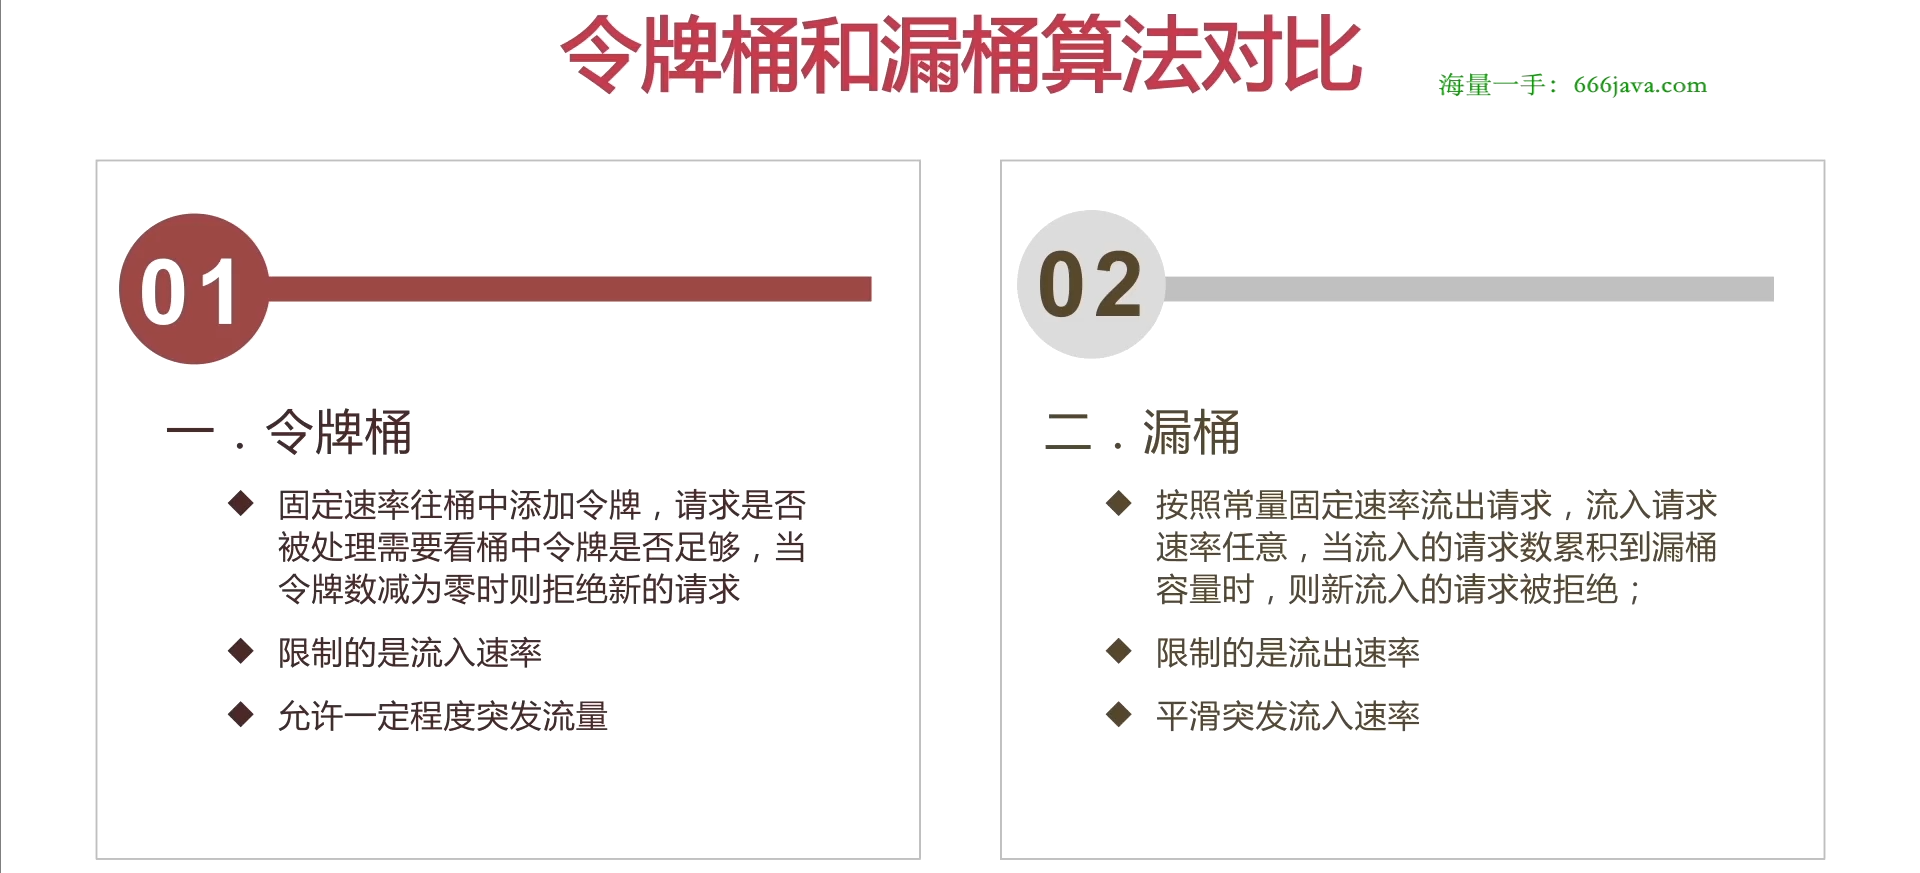 令牌桶和漏桶算法对比
海量一手：666java.com
01
一．令牌桶
◆ 固定速率往桶中添加令牌，请求是否
被处理需要看桶中令牌是否足够，当
令牌数减为零时则拒绝新的请求
◆ 限制的是流入速率
◆ 允许一定程度突发流量
02
二．漏桶
◆ 按照常量固定速率流出请求，流入请求
速率任意，当流入的请求数累积到漏桶
容量时，则新流入的请求被拒绝；
◆ 限制的是流出速率
◆ 平滑突发流入速率